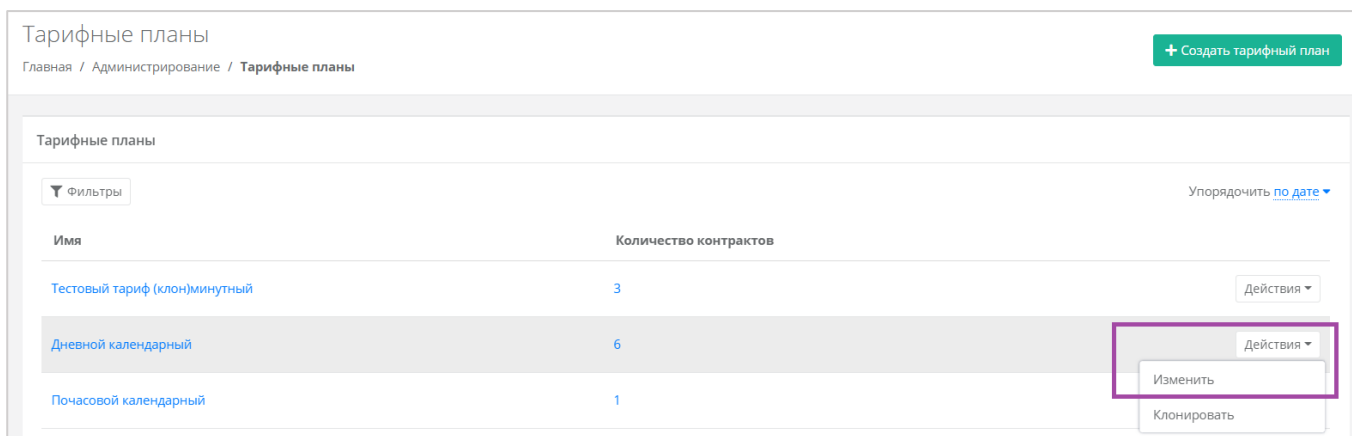 Тарифные планы
+ Создать тарифный план
Главная / Администрирование / Тарифные планы
Тарифные планы
Фильтры
Упорядочить по дате
Имя Количество контрактов
Тестовый тариф (клон)минутный 3 Действия
Дневной календарный 6 Действия
Изменить
Почасовой календарный 1
Клонировать